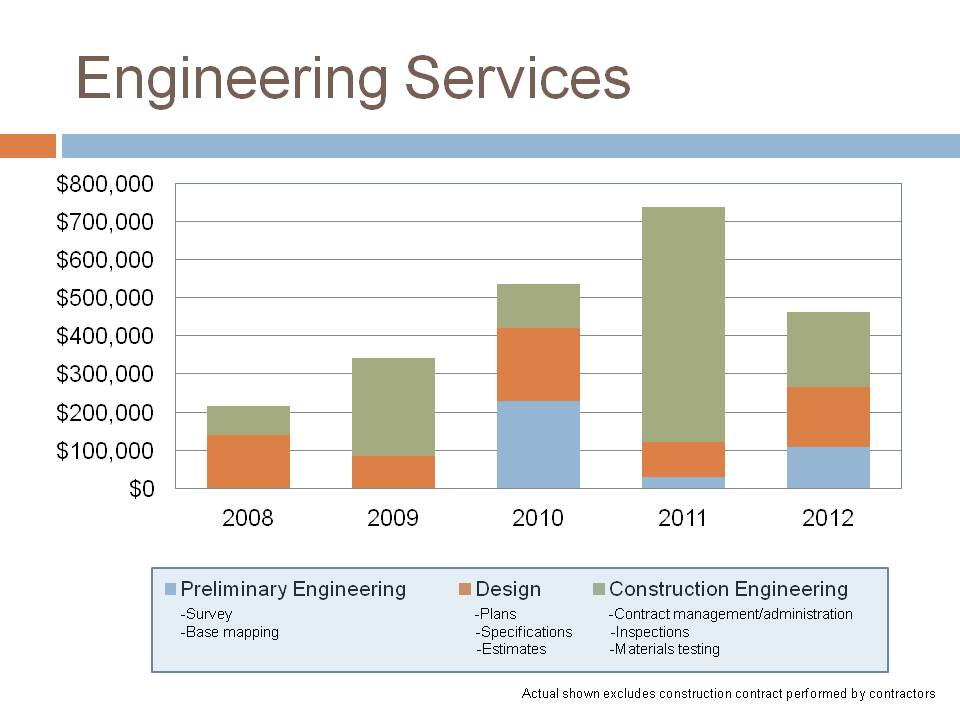 Engineering Services
$800,000
$700,000
$600,000
$500,000
$400,000
$300,000
$200,000
$100,000
$0
2008 2009 2010 2011 2012
Preliminary Engineering Design Construction Engineering
-Survey -Plans -Contract management/administration
-Base mapping -Specifications -Inspections
-Estimates -Materials testing
Actual shown excludes construction contract performed by contractors